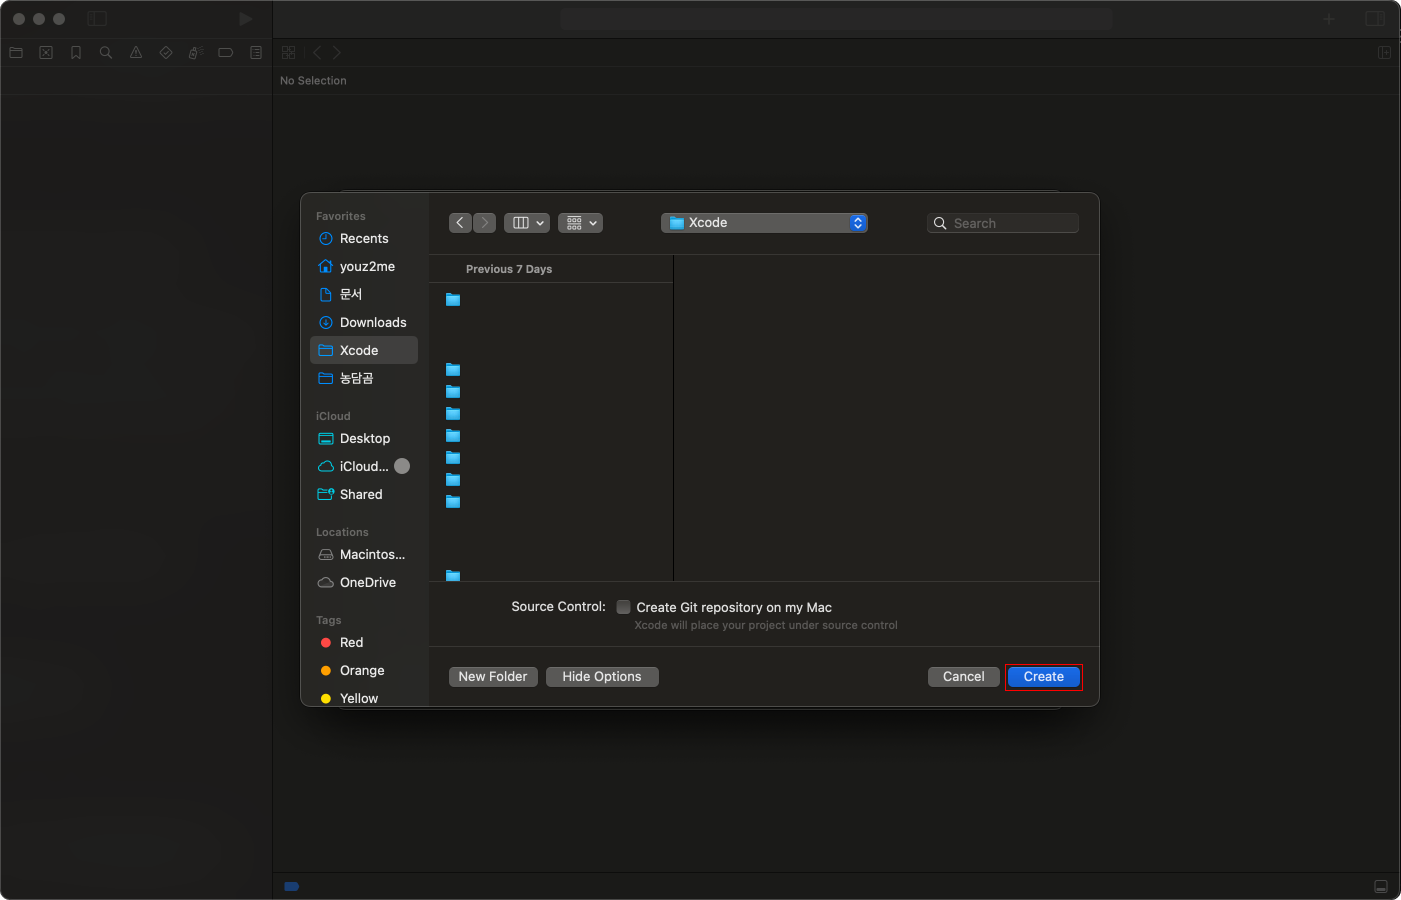 No Selection
Favorites
Recents
youz2me
문서
Downloads
Xcode
농담곰
iCloud
Desktop
iCloud...
Shared
Locations
Macintos...
OneDrive
Tags
Red
Orange
Yellow
Xcode
Search
Previous 7 Days
Source Control:
Create Git repository on my Mac
Xcode will place your project under source control
New Folder
Hide Options
Cancel
Create